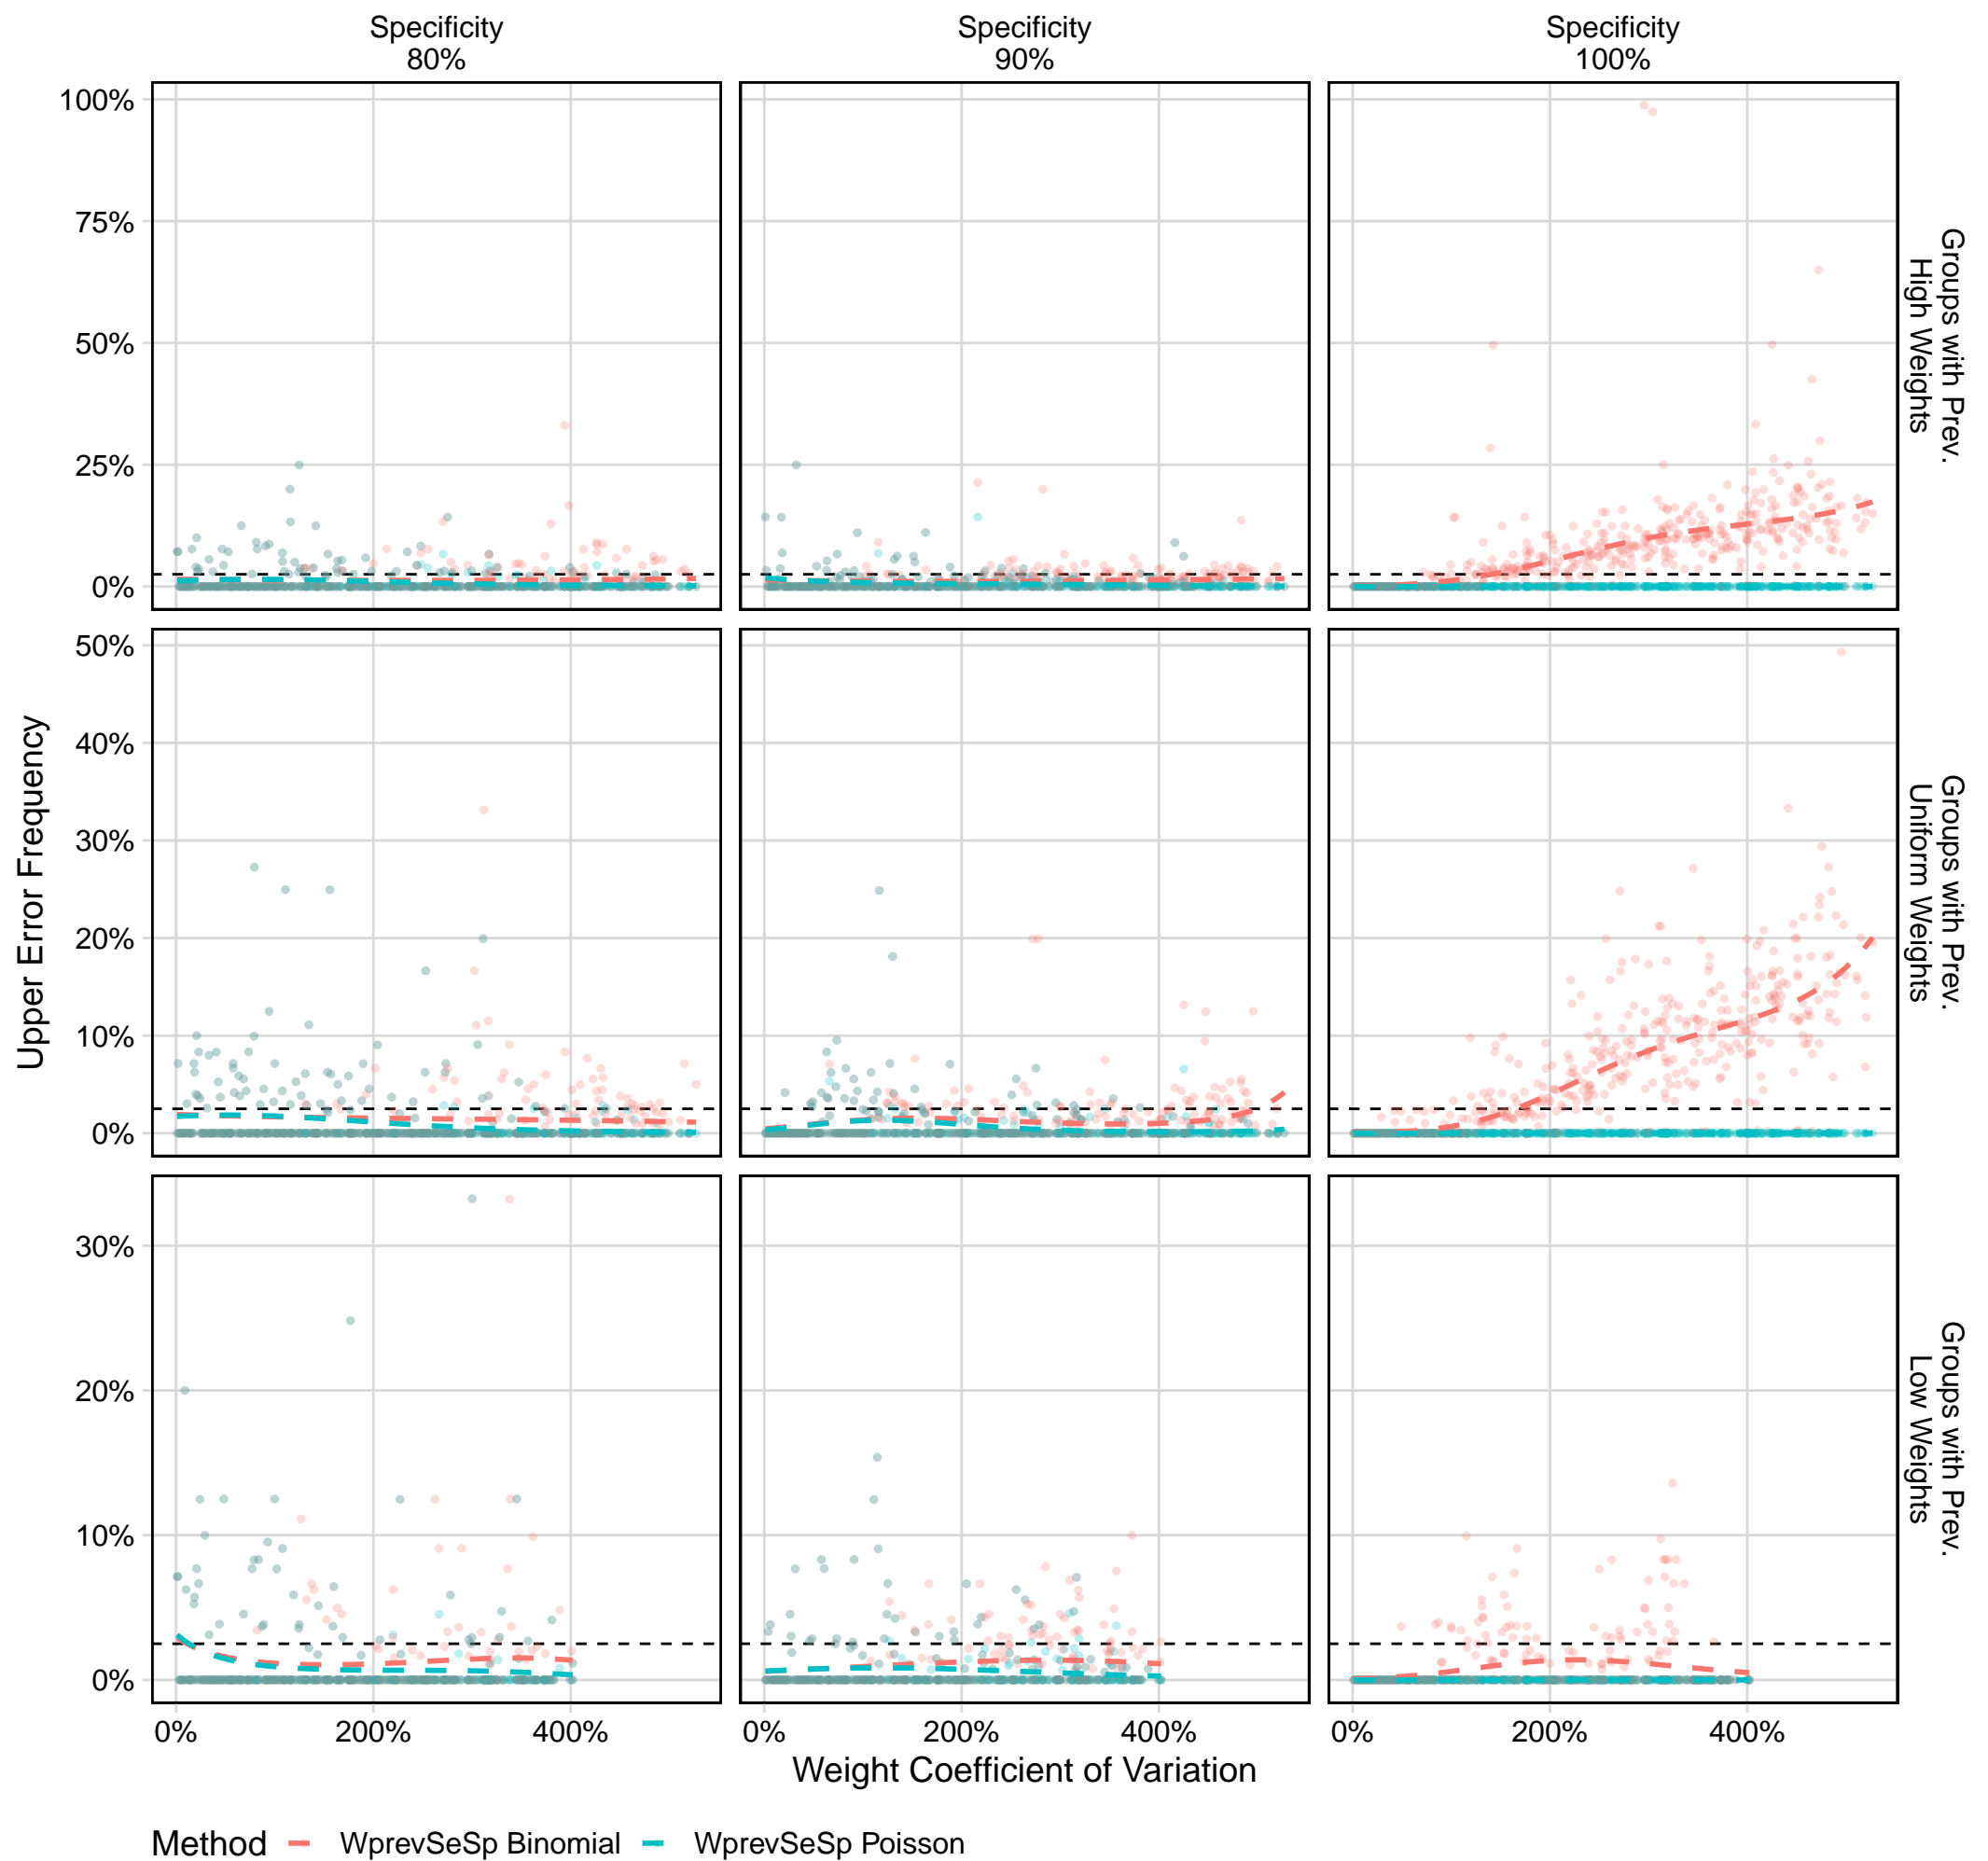 Specificity
80%
Specificity
90%
Specificity
100%
100%
75%
50%
25%
0%
Groups with Prev.
High Weights
50%
40%
30%
20%
10%
0%
Groups with Prev.
Uniform Weights
30%
20%
10%
0%
Groups with Prev.
Low Weights
Upper Error Frequency
0% 200% 400%
0% 200% 400%
0% 200% 400%
Weight Coefficient of Variation
Method WprevSeSp Binomial WprevSeSp Poisson